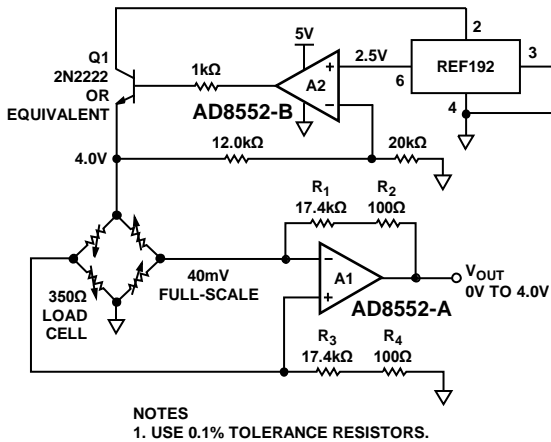 Q1
2N2222
OR
EQUIVALENT
1kΩ
5V
A2
+
−
AD8552-B
2.5V
2
6
REF192
3
4
4.0V
12.0kΩ
20kΩ
R1
17.4kΩ
R2
100Ω
350Ω
LOAD
CELL
40mV
FULL-SCALE
−
A1
+
AD8552-A
VOUT
0V TO 4.0V
R3
17.4kΩ
R4
100Ω
NOTES
1. USE 0.1% TOLERANCE RESISTORS.